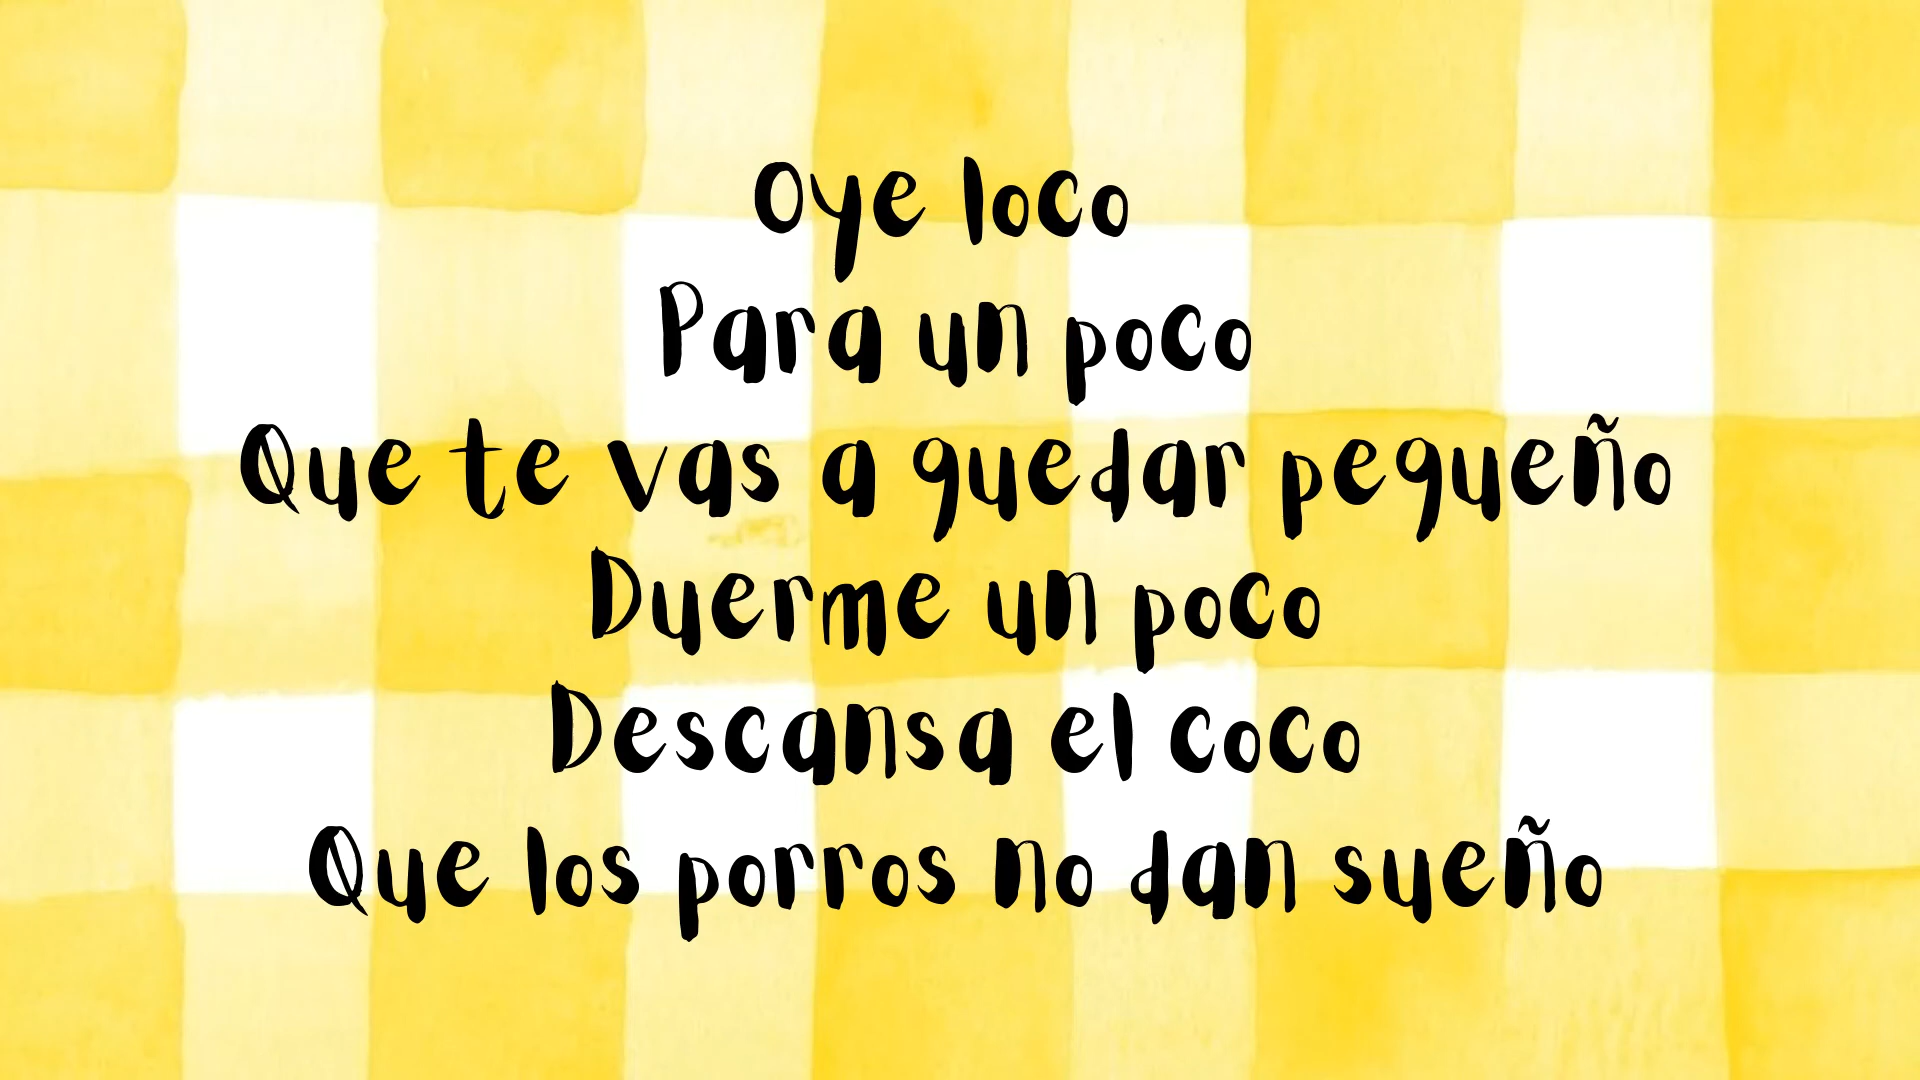 Oye loco
Para un poco
Que te vas a quedar pequeño
Duerme un poco
Descansa el coco
Que los porros no dan sueño